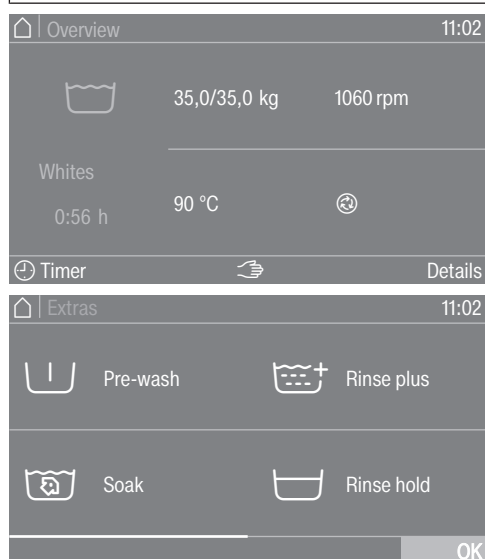 Overview 11:02
35,0/35,0 kg 1060 rpm
Whites
0:56 h
90 °C
Timer Details
Extras 11:02
Pre-wash Rinse plus
Soak Rinse hold
OK